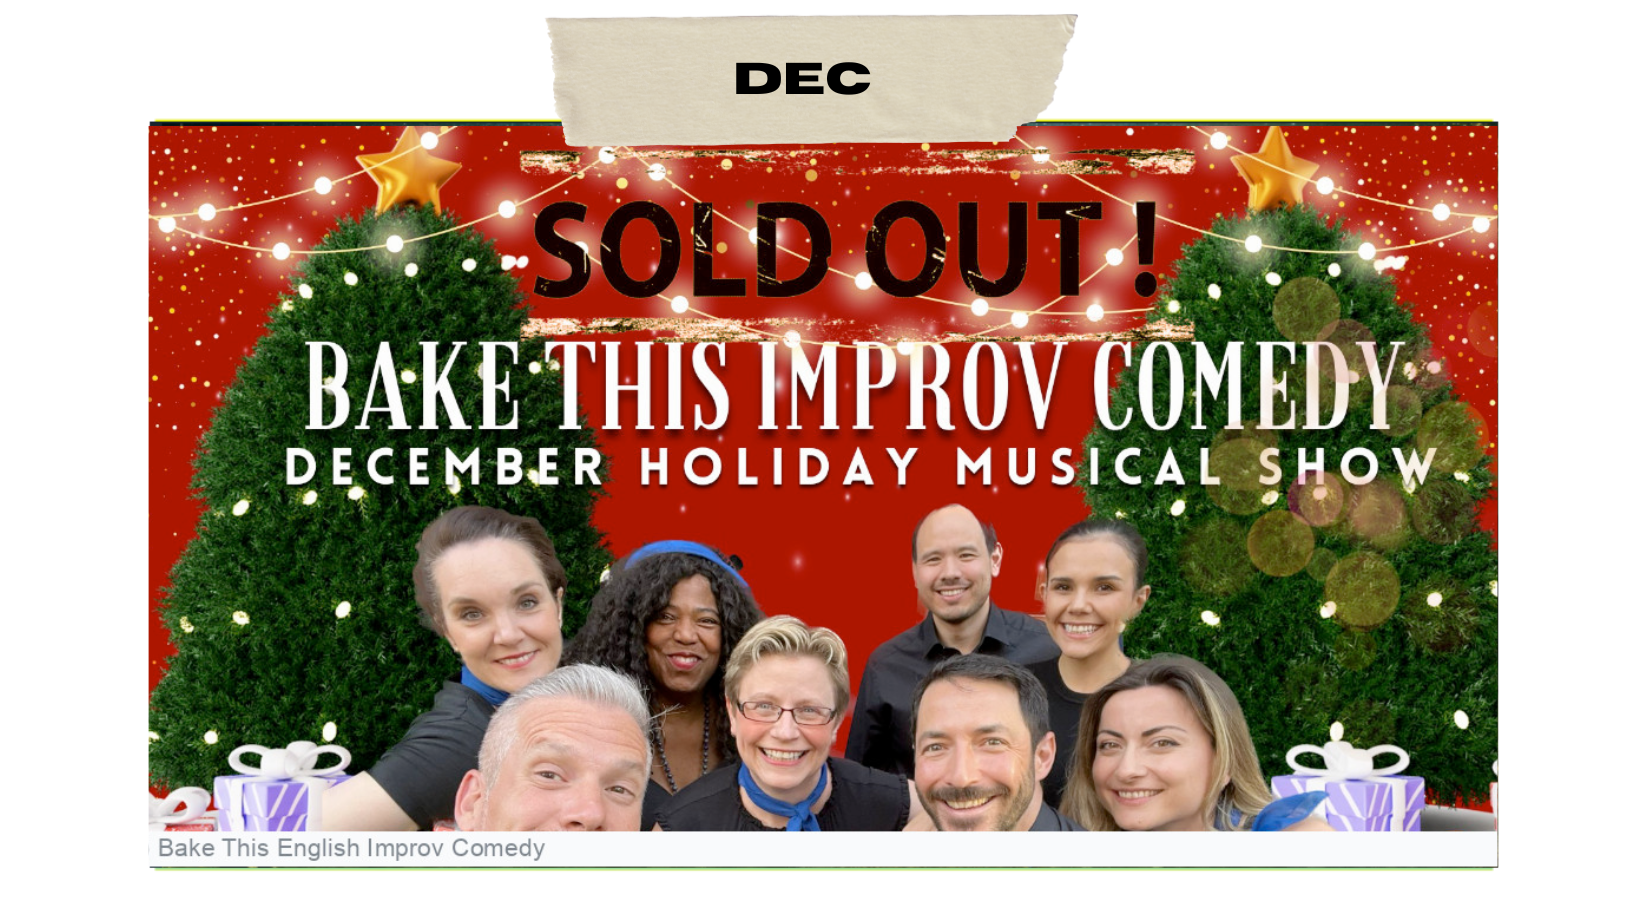 DEC
SOLD OUT !
BAKE THIS IMPROV COMEDY
DECEMBER HOLIDAY MUSICAL SHOW
Bake This English Improv Comedy